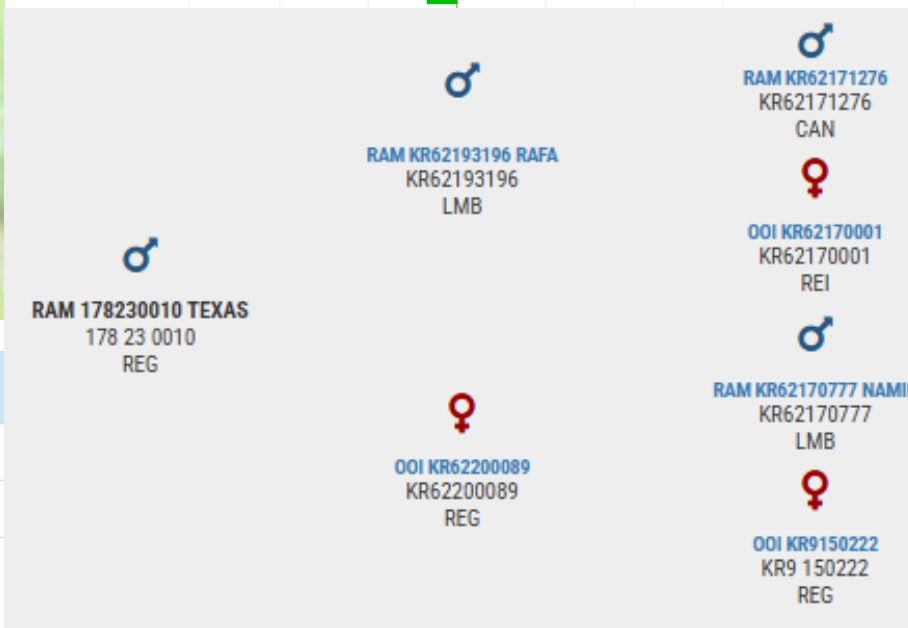 RAM 178230010 TEXAS
178 23 0010
REG
RAM KR62193196 RAFA
KR62193196
LMB
OOI KR62200089
KR62200089
REG
RAM KR62171276
KR62171276
CAN
OOI KR62170001
KR62170001
REI
RAM KR62170777
KR62170777
LMB
OOI KR9150222
KR9 150222
REG